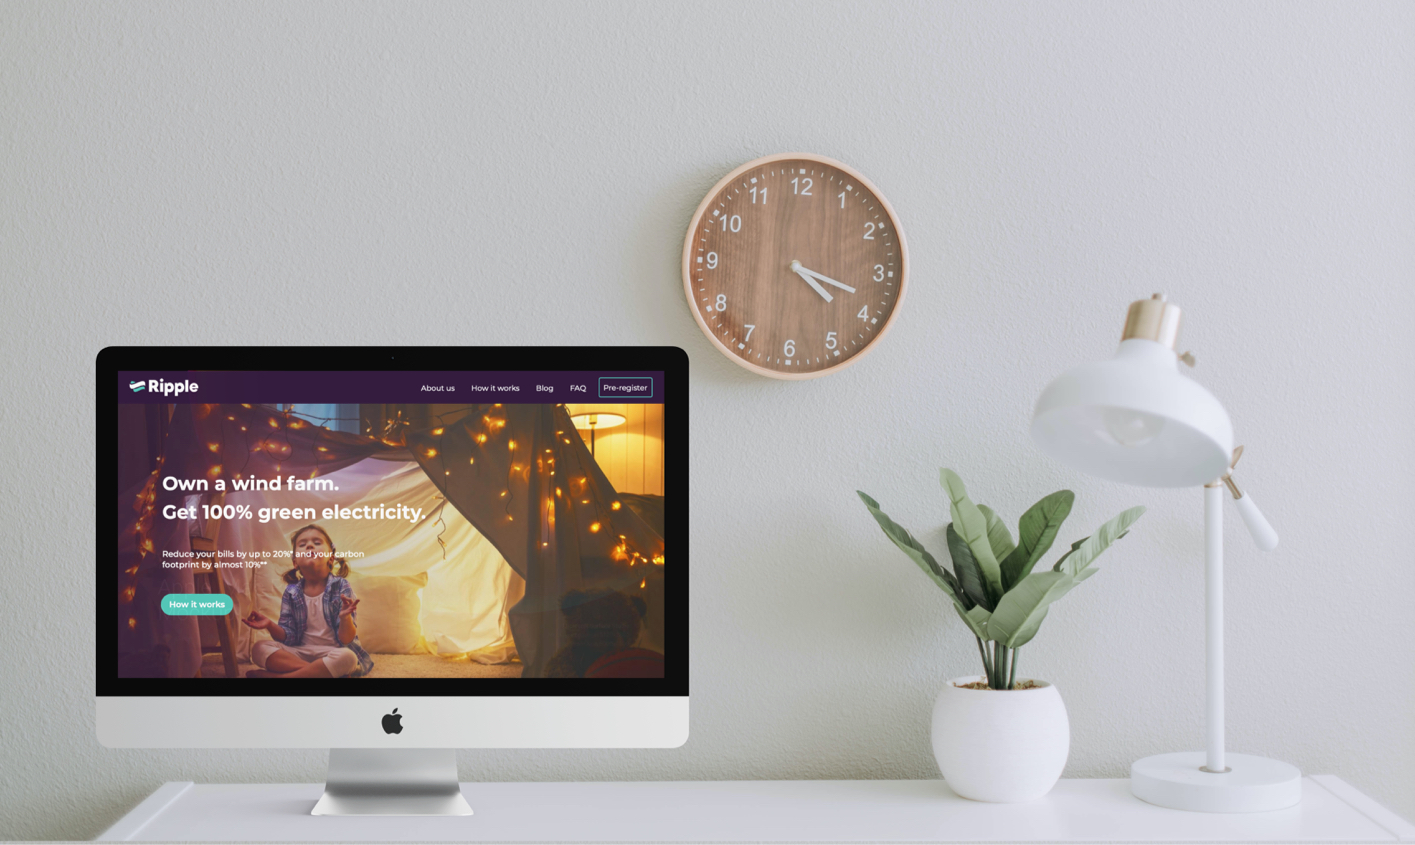 Ripple
About us
How it works
Blog
FAQ
Pre-register
Own a wind farm.
Get 100% green electricity.
Reduce your bills by up to 20%* and your carbon
footprint by almost 10%**
How it works
12
1
2
3
4
5
6
7
8
9
10
11